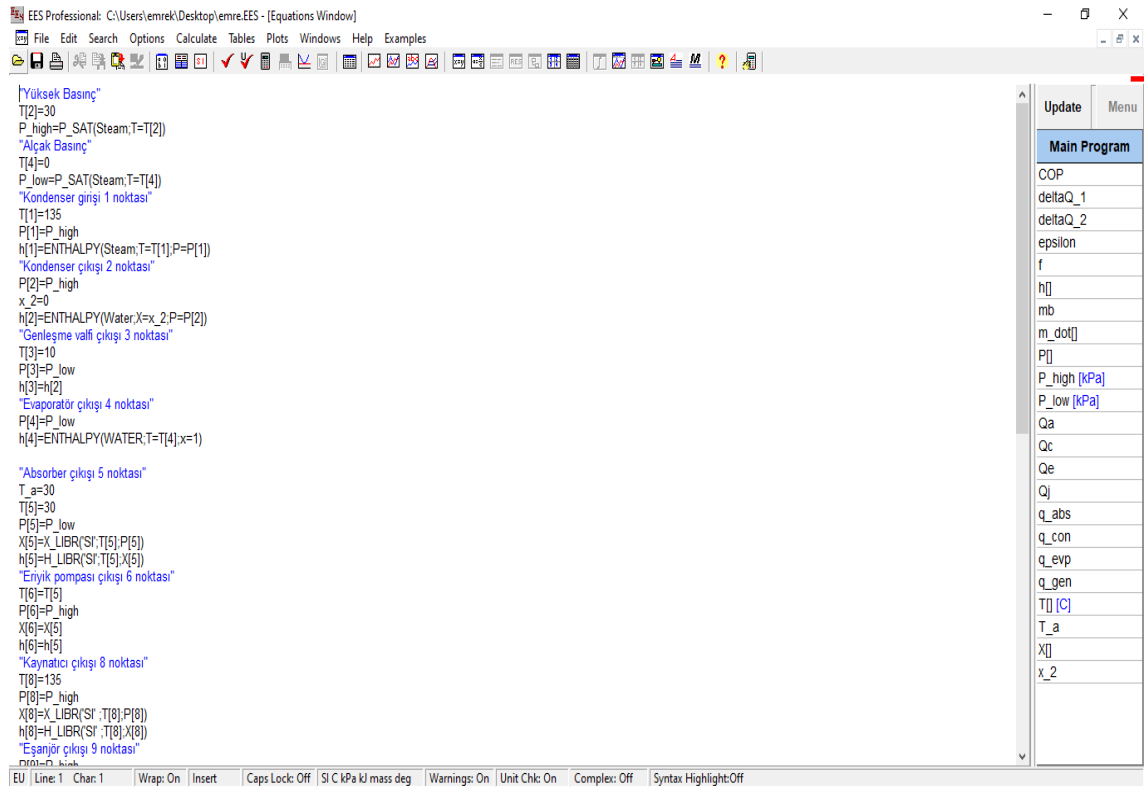 EES Professional: C:\Users\emrek\Desktop\emre.EES - [Equations Window]
File Edit Search Options Calculate Tables Plots Windows Help Examples
"Yüksek Basınç"
T[2]=30
P_high=P_SAT(Steam;T=T[2])
"Alçak Basınç"
T[4]=0
P_low=P_SAT(Steam;T=T[4])
"Kondenser girişi 1 noktası"
T[1]=135
P[1]=P_high
h[1]=ENTHALPY(Steam;T=T[1];P=P[1])
"Kondenser çıkışı 2 noktası"
P[2]=P_high
x_2=0
h[2]=ENTHALPY(Water;X=x_2;P=P[2])
"Genleşme valfi çıkışı 3 noktası"
T[3]=10
P[3]=P_low
h[3]=h[2]
"Evaporatör çıkışı 4 noktası"
P[4]=P_low
h[4]=ENTHALPY(WATER;T=T[4];x=1)
"Absorber çıkışı 5 noktası"
T_a=30
T[5]=30
P[5]=P_low
X[5]=X_LIBR('SI';T[5];P[5])
h[5]=H_LIBR('SI';T[5];X[5])
"Eriyik pompası çıkışı 6 noktası"
T[6]=T[5]
P[6]=P_high
X[6]=X[5]
h[6]=h[5]
"Kaynatıcı çıkışı 8 noktası"
T[8]=135
P[8]=P_high
X[8]=X_LIBR('SI' ;T[8];P[8])
h[8]=H_LIBR('SI' ;T[8];X[8])
"Eşanjör çıkışı 9 noktası"
P[9]=P_high
Update Menu
Main Program
COP
deltaQ_1
deltaQ_2
epsilon
f
h[]
mb
m_dot[]
P[]
P_high [kPa]
P_low [kPa]
Qa
Qc
Qe
Qj
q_abs
q_con
q_evp
q_gen
T[] [C]
T_a
X[]
x_2
EU Line: 1 Char: 1 Wrap: On Insert Caps Lock: Off SI C kPa kJ mass deg Warnings: On Unit Chk: On Complex: Off Syntax Highlight:Off